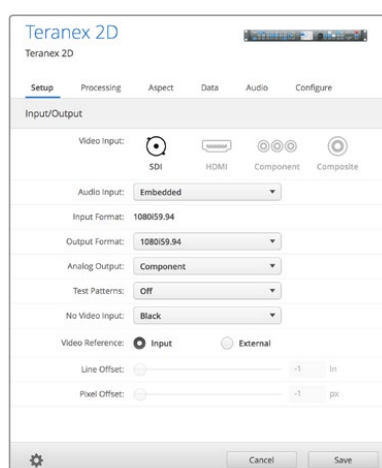 Teranex 2D
Teranex 2D
Setup Processing Aspect Data Audio Configure
Input/Output
Video Input:
SDI HDMI Component Composite
Audio Input: Embedded
Input Format: 1080i59.94
Output Format: 1080i59.94
Analog Output: Component
Test Patterns: Off
No Video Input: Black
Video Reference: Input External
Line Offset: -1 ln
Pixel Offset: -1 px
Cancel Save